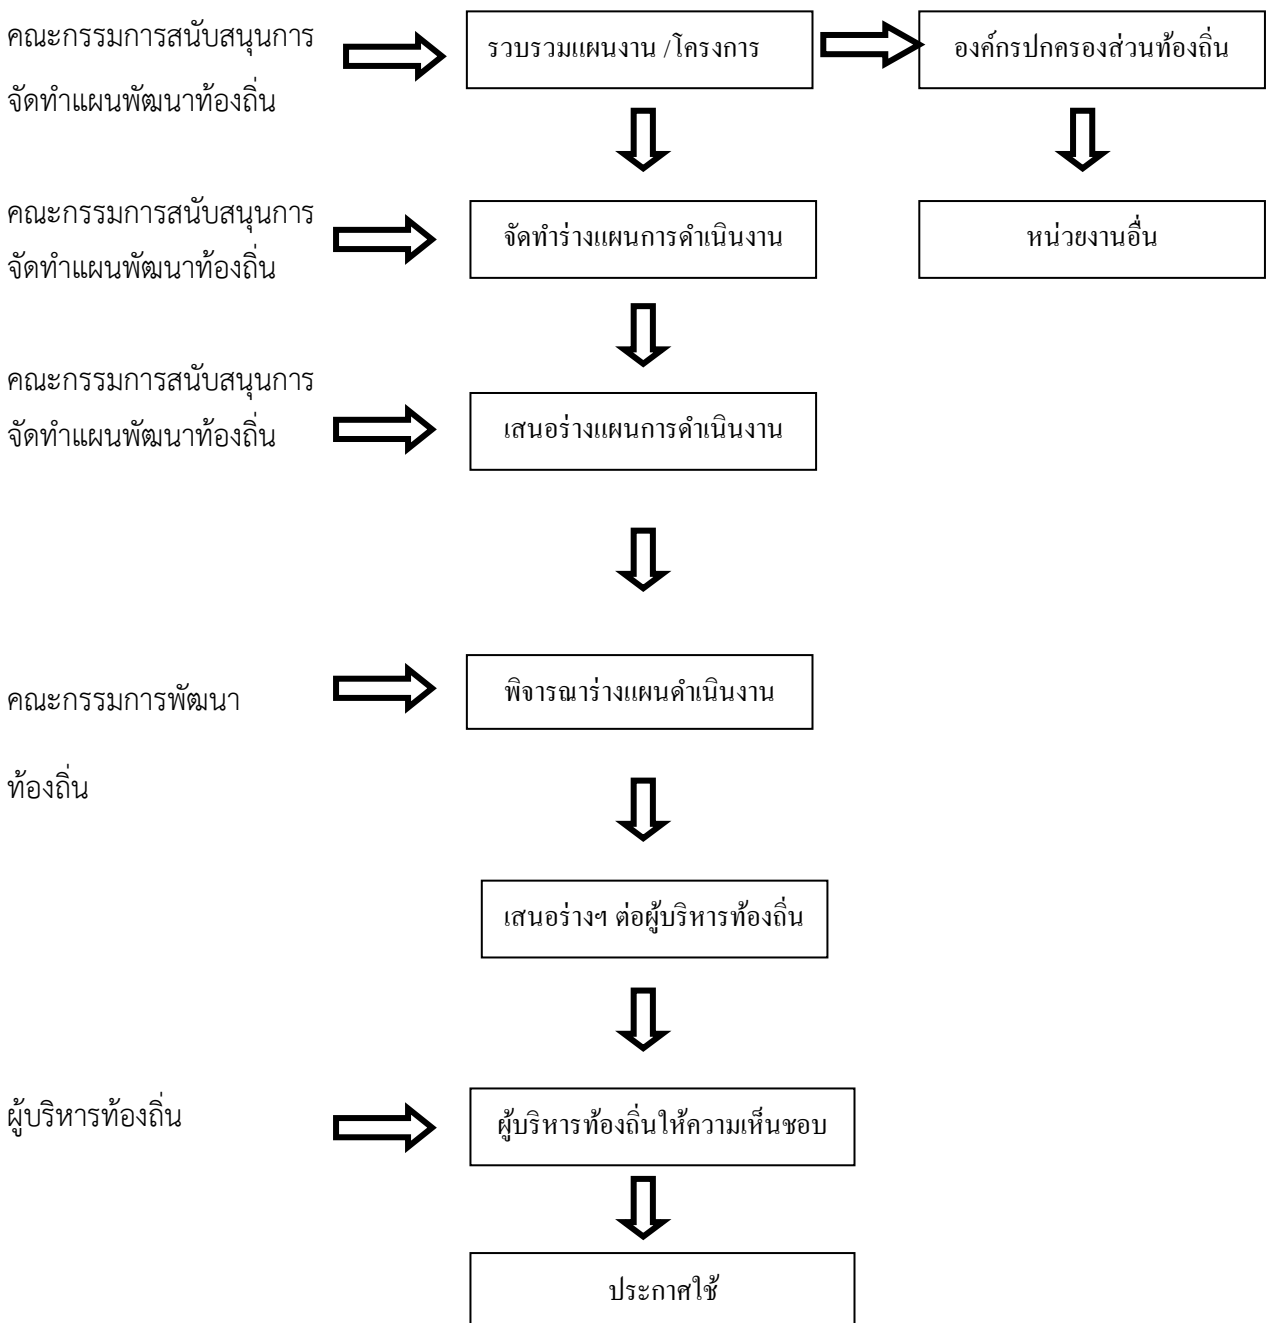 คณะกรรมการสนับสนุนการ
จัดทำแผนพัฒนาท้องถิ่น
รวบรวมแผนงาน /โครงการ
องค์กรปกครองส่วนท้องถิ่น
คณะกรรมการสนับสนุนการ
จัดทำแผนพัฒนาท้องถิ่น
จัดทำร่างแผนการดำเนินงาน
หน่วยงานอื่น
คณะกรรมการสนับสนุนการ
จัดทำแผนพัฒนาท้องถิ่น
เสนอร่างแผนการดำเนินงาน
คณะกรรมการพัฒนา
ท้องถิ่น
พิจารณาร่างแผนดำเนินงาน
เสนอร่างฯ ต่อผู้บริหารท้องถิ่น
ผู้บริหารท้องถิ่น
ผู้บริหารท้องถิ่นให้ความเห็นชอบ
ประกาศใช้